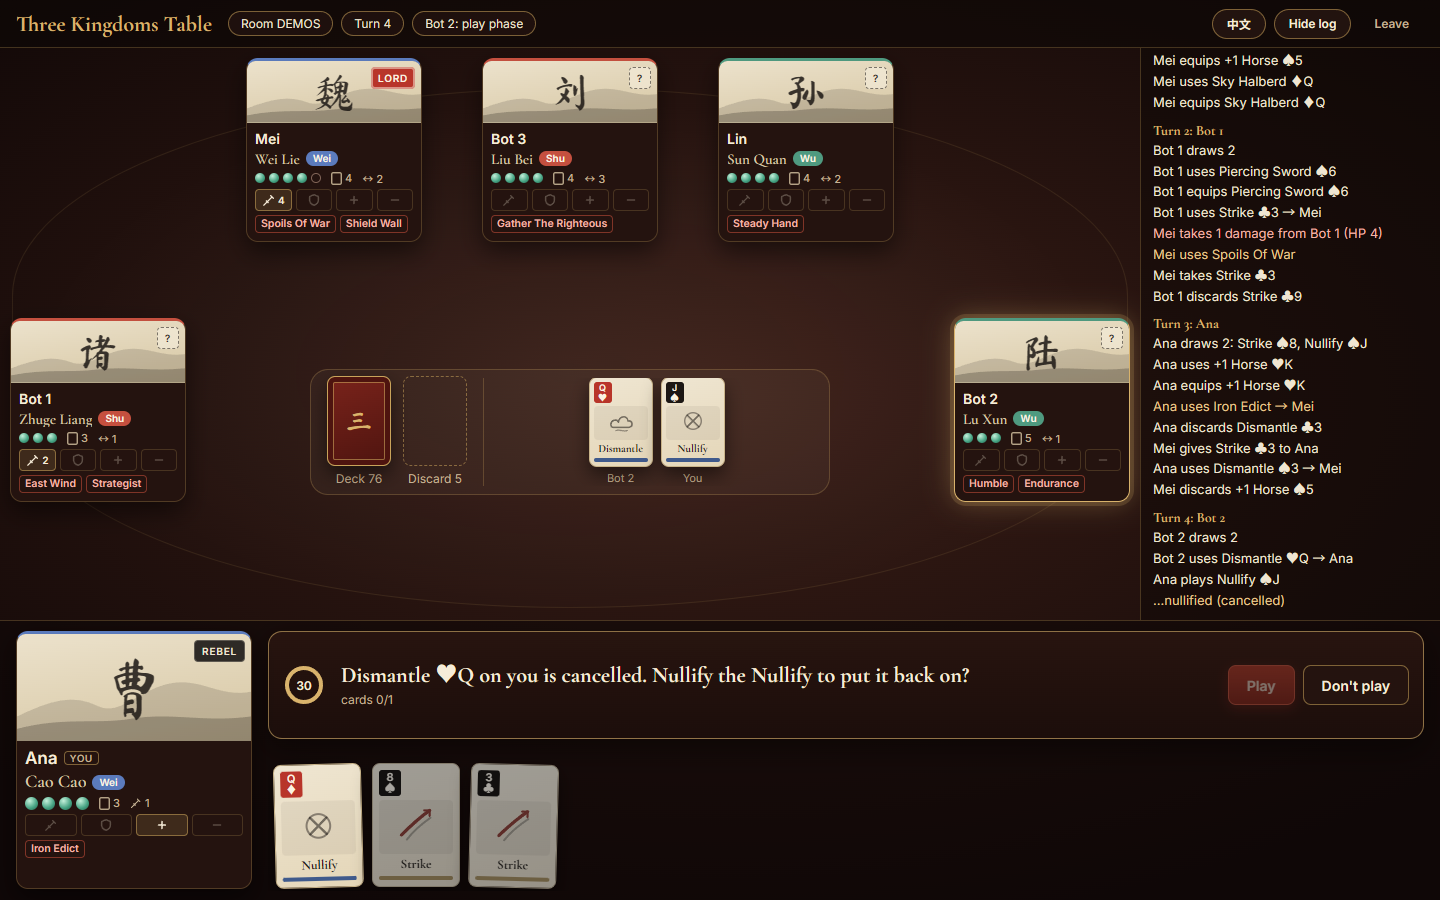 Three Kingdoms Table
Room DEMOS
Turn 4
Bot 2: play phase
中文
Hide log
Leave
魏
LORD
Mei
Wei Lie Wei
4 ↔ 2
4
Spoils Of War Shield Wall
刘
?
Bot 3
Liu Bei Shu
4 ↔ 3
Gather The Righteous
孙
?
Lin
Sun Quan Wu
4 ↔ 2
Steady Hand
诸
?
Bot 1
Zhuge Liang Shu
3 ↔ 1
2
East Wind Strategist
三
Deck 76
Discard 5
Q♥
Dismantle
Bot 2
J♠
Nullify
You
陆
?
Bot 2
Lu Xun Wu
5 ↔ 1
Humble Endurance
Mei equips +1 Horse ♠5
Mei uses Sky Halberd ♦Q
Mei equips Sky Halberd ♦Q
Turn 2: Bot 1
Bot 1 draws 2
Bot 1 uses Piercing Sword ♠6
Bot 1 equips Piercing Sword ♠6
Bot 1 uses Strike ♣3 → Mei
Mei takes 1 damage from Bot 1 (HP 4)
Mei uses Spoils Of War
Mei takes Strike ♣3
Bot 1 discards Strike ♣9
Turn 3: Ana
Ana draws 2: Strike ♠8, Nullify ♠J
Ana uses +1 Horse ♥K
Ana equips +1 Horse ♥K
Ana uses Iron Edict → Mei
Ana discards Dismantle ♣3
Mei gives Strike ♣3 to Ana
Ana uses Dismantle ♠3 → Mei
Mei discards +1 Horse ♠5
Turn 4: Bot 2
Bot 2 draws 2
Bot 2 uses Dismantle ♥Q → Ana
Ana plays Nullify ♠J
…nullified (cancelled)
曹
REBEL
Ana YOU
Cao Cao Wei
3 1
Iron Edict
30
Dismantle ♥Q on you is cancelled. Nullify the Nullify to put it back on?
cards 0/1
Play
Don't play
Q♦
Nullify
8♠
Strike
3♣
Strike